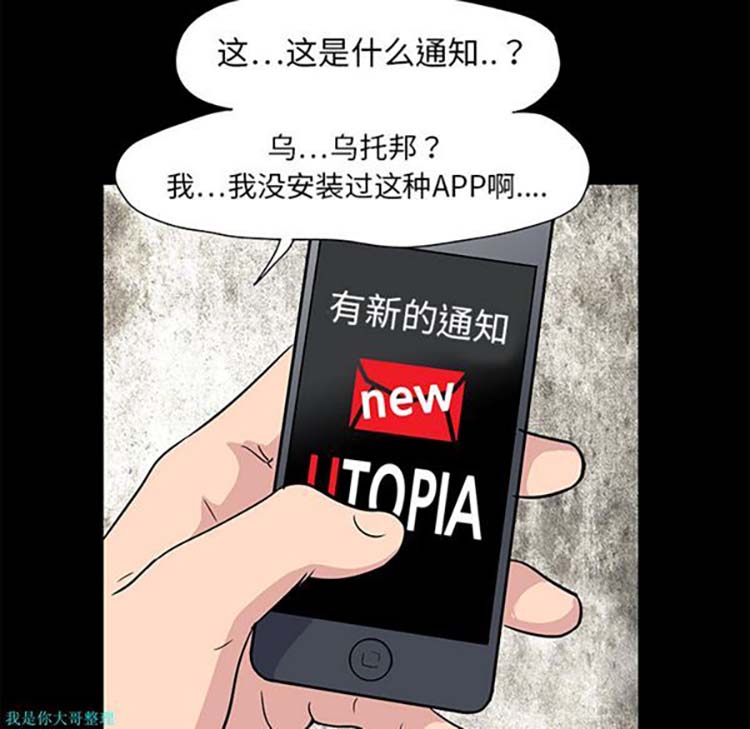 这...这是什么通知..？
乌...乌托邦？
我...我没安装过这种APP啊....
有新的通知
new
UTOPIA
我是你大哥整理